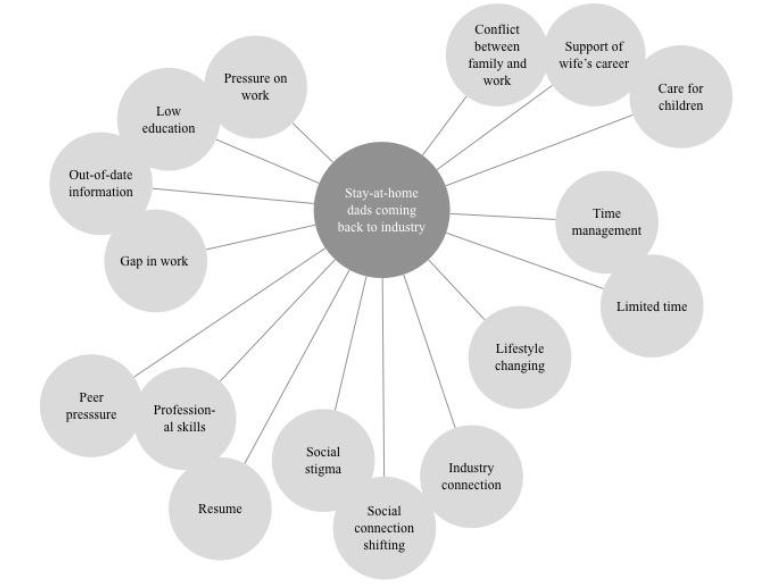 Conflict
between
family and
work
Support of
wife's career
Care for
children
Pressure on
work
Low
education
Out-of-date
information
Gap in work
Stay-at-home
dads coming
back to industry
Time
management
Limited time
Lifestyle
changing
Peer
presssure
Profession-
al skills
Resume
Social
stigma
Social
connection
shifting
Industry
connection